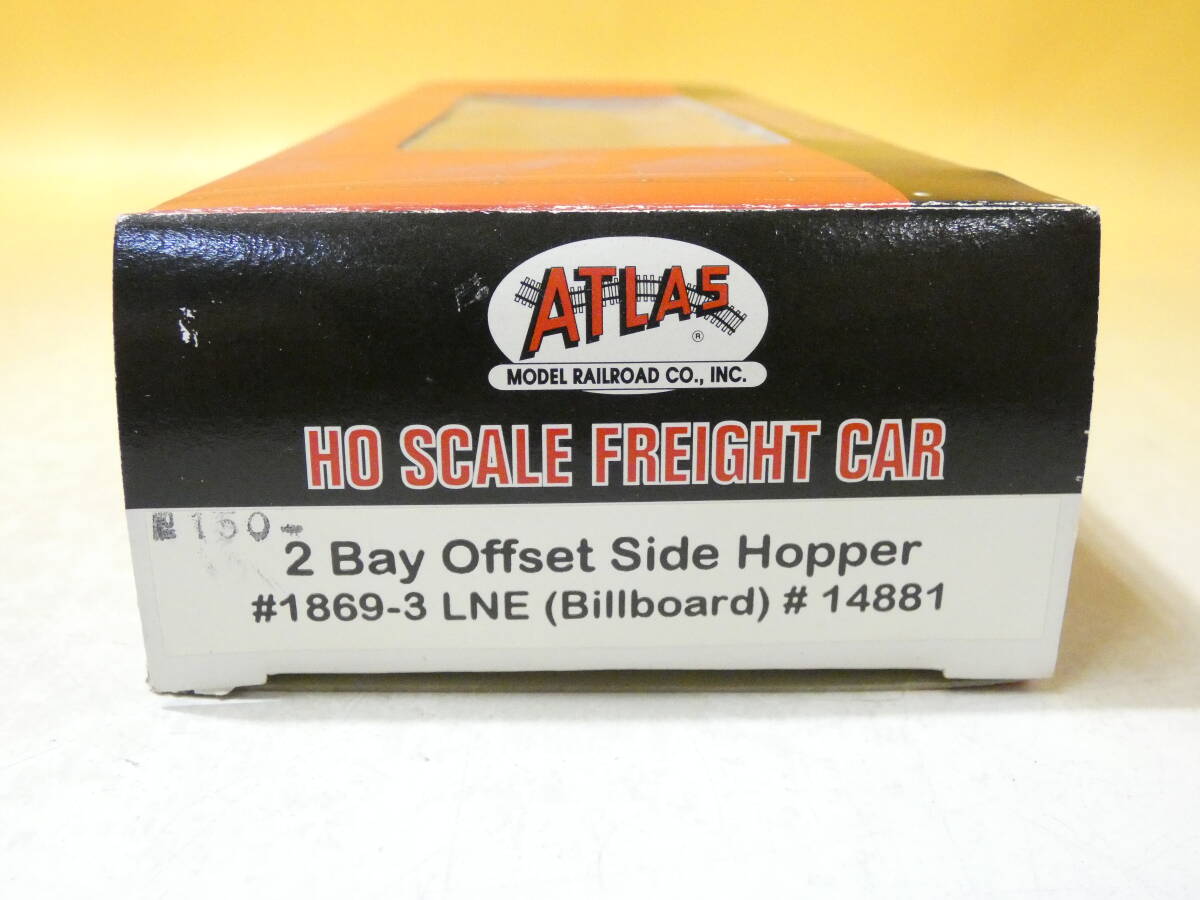 ATLAS
®
MODEL RAILROAD CO., INC.
HO SCALE FREIGHT CAR
150-
2 Bay Offset Side Hopper
#1869-3 LNE (Billboard) # 14881